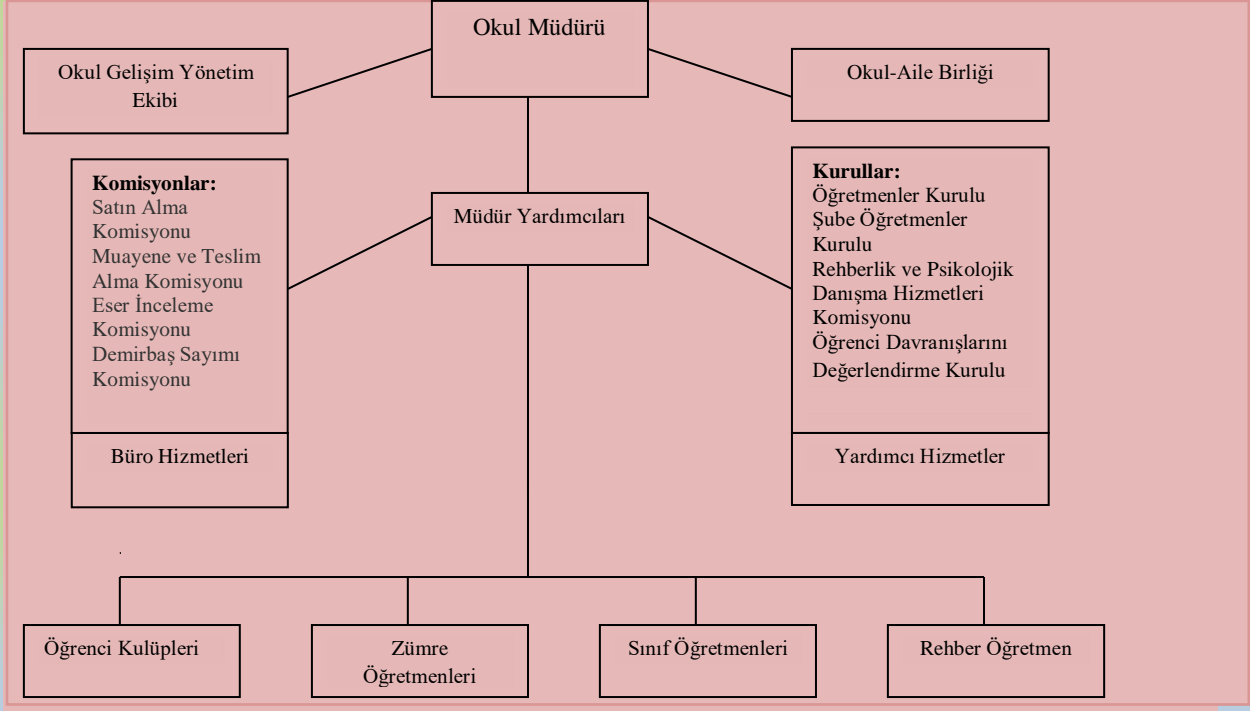 Okul Müdürü
Okul Gelişim Yönetim
Ekibi
Okul-Aile Birliği
Komisyonlar:
Satın Alma
Komisyonu
Muayene ve Teslim
Alma Komisyonu
Eser İnceleme
Komisyonu
Demirbaş Sayımı
Komisyonu
Müdür Yardımcıları
Kurullar:
Öğretmenler Kurulu
Şube Öğretmenler
Kurulu
Rehberlik ve Psikolojik
Danışma Hizmetleri
Komisyonu
Öğrenci Davranışlarını
Değerlendirme Kurulu
Büro Hizmetleri
Yardımcı Hizmetler
Öğrenci Kulüpleri
Zümre
Öğretmenleri
Sınıf Öğretmenleri
Rehber Öğretmen